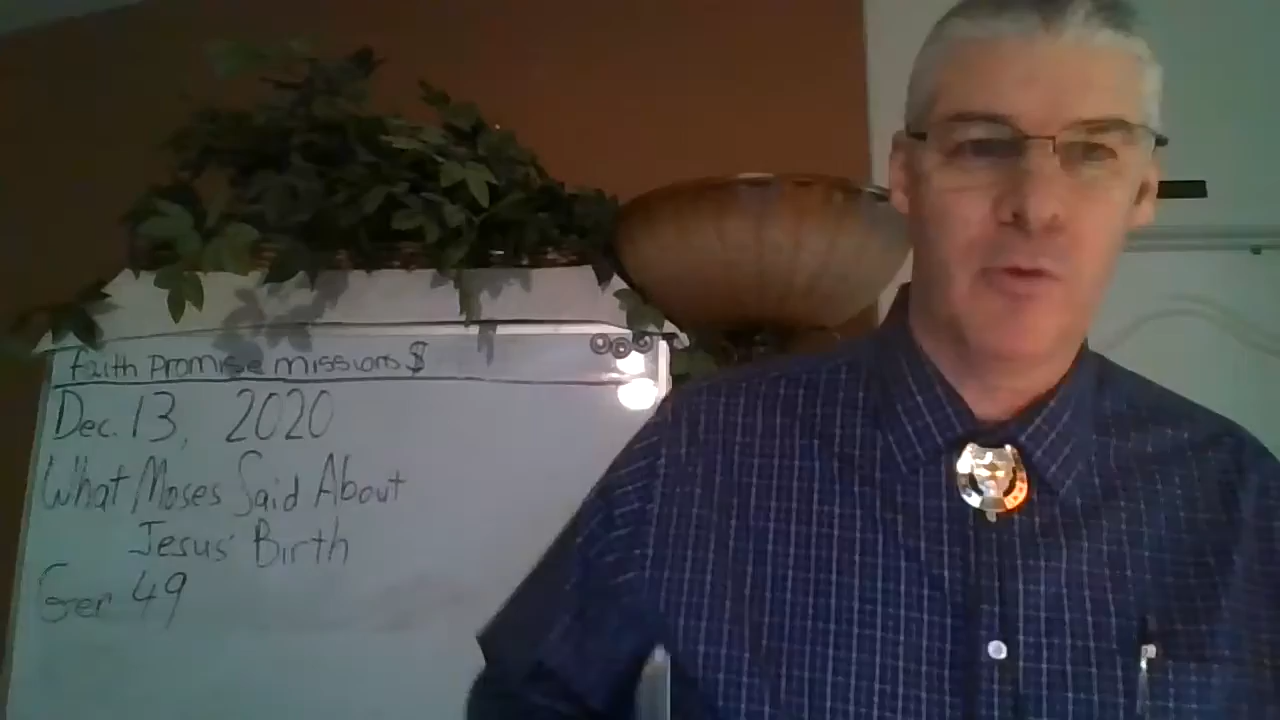 faith promise missions $
Dec. 13, 2020
What Moses Said About
Jesus' Birth
Gen 49